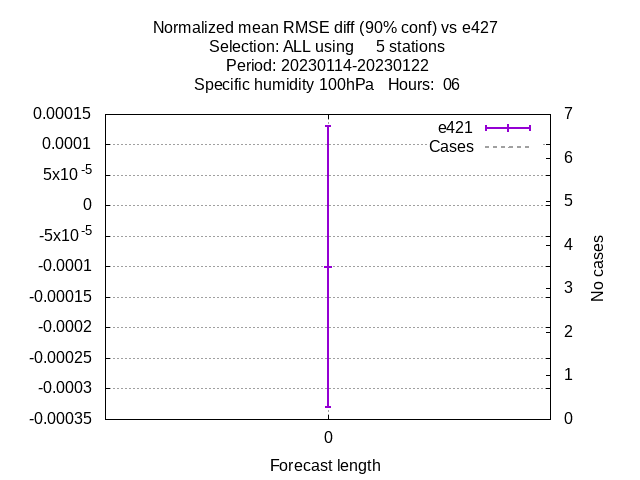 Normalized mean RMSE diff (90% conf) vs e427
Selection: ALL using     5 stations
Period: 20230114-20230122
Specific humidity 100hPa   Hours:  06
0.00015
0.0001
5x10^-5
0
-5x10^-5
-0.0001
-0.00015
-0.0002
-0.00025
-0.0003
-0.00035
e421
Cases
7
6
5
4
3
2
1
0
No cases
0
Forecast length